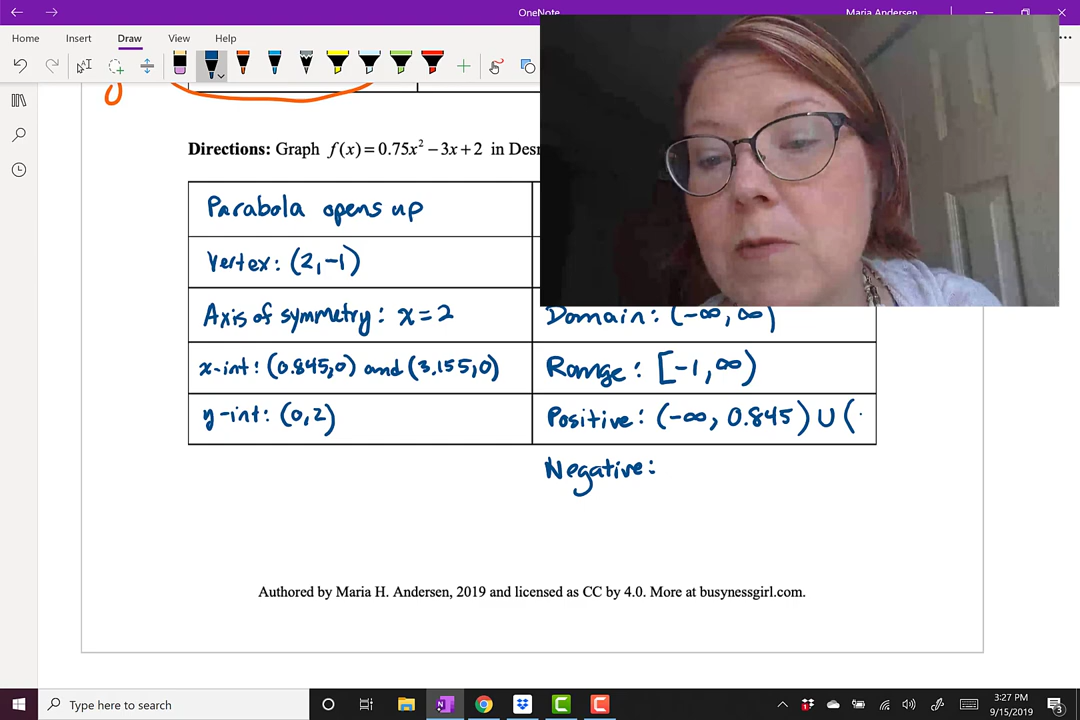 OneNote
Maria Andersen
Home Insert Draw View Help
Directions: Graph f(x)=0.75x²−3x+2 in Des
Parabola opens up
Vertex: (2,-1)
Axis of symmetry: x=2
Domain: (-∞,∞)
x-int: (0.845,0) and (3.155,0)
Range: [-1,∞)
y-int: (0,2)
Positive: (-∞, 0.845) ∪ (
Negative:
Authored by Maria H. Andersen, 2019 and licensed as CC by 4.0. More at busynessgirl.com.
Type here to search
3:27 PM
9/15/2019
3